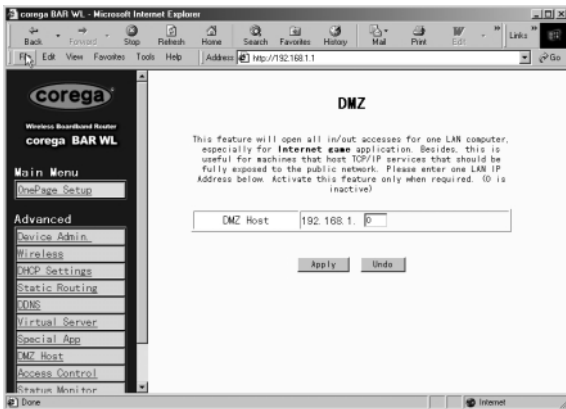 corega BAR WL - Microsoft Internet Explorer
Back Forward Stop Refresh Home Search Favorites History Mail Print Edit Links
File Edit View Favorites Tools Help Address http://192.168.1.1 Go
corega
Wireless Boardband Router
corega BAR WL
Main Menu
OnePage Setup
Advanced
Device Admin.
Wireless
DHCP Settings
Static Routing
DDNS
Virtual Server
Special App
DMZ Host
Access Control
Status Monitor
DMZ
This feature will open all in/out accesses for one LAN computer,
especially for Internet game application. Besides, this is
useful for machines that host TCP/IP services that should be
fully exposed to the public network. Please enter one LAN IP
Address below. Activate this feature only when required. (0 is
inactive)
DMZ Host 192.168.1. 0
Apply Undo
Done Internet